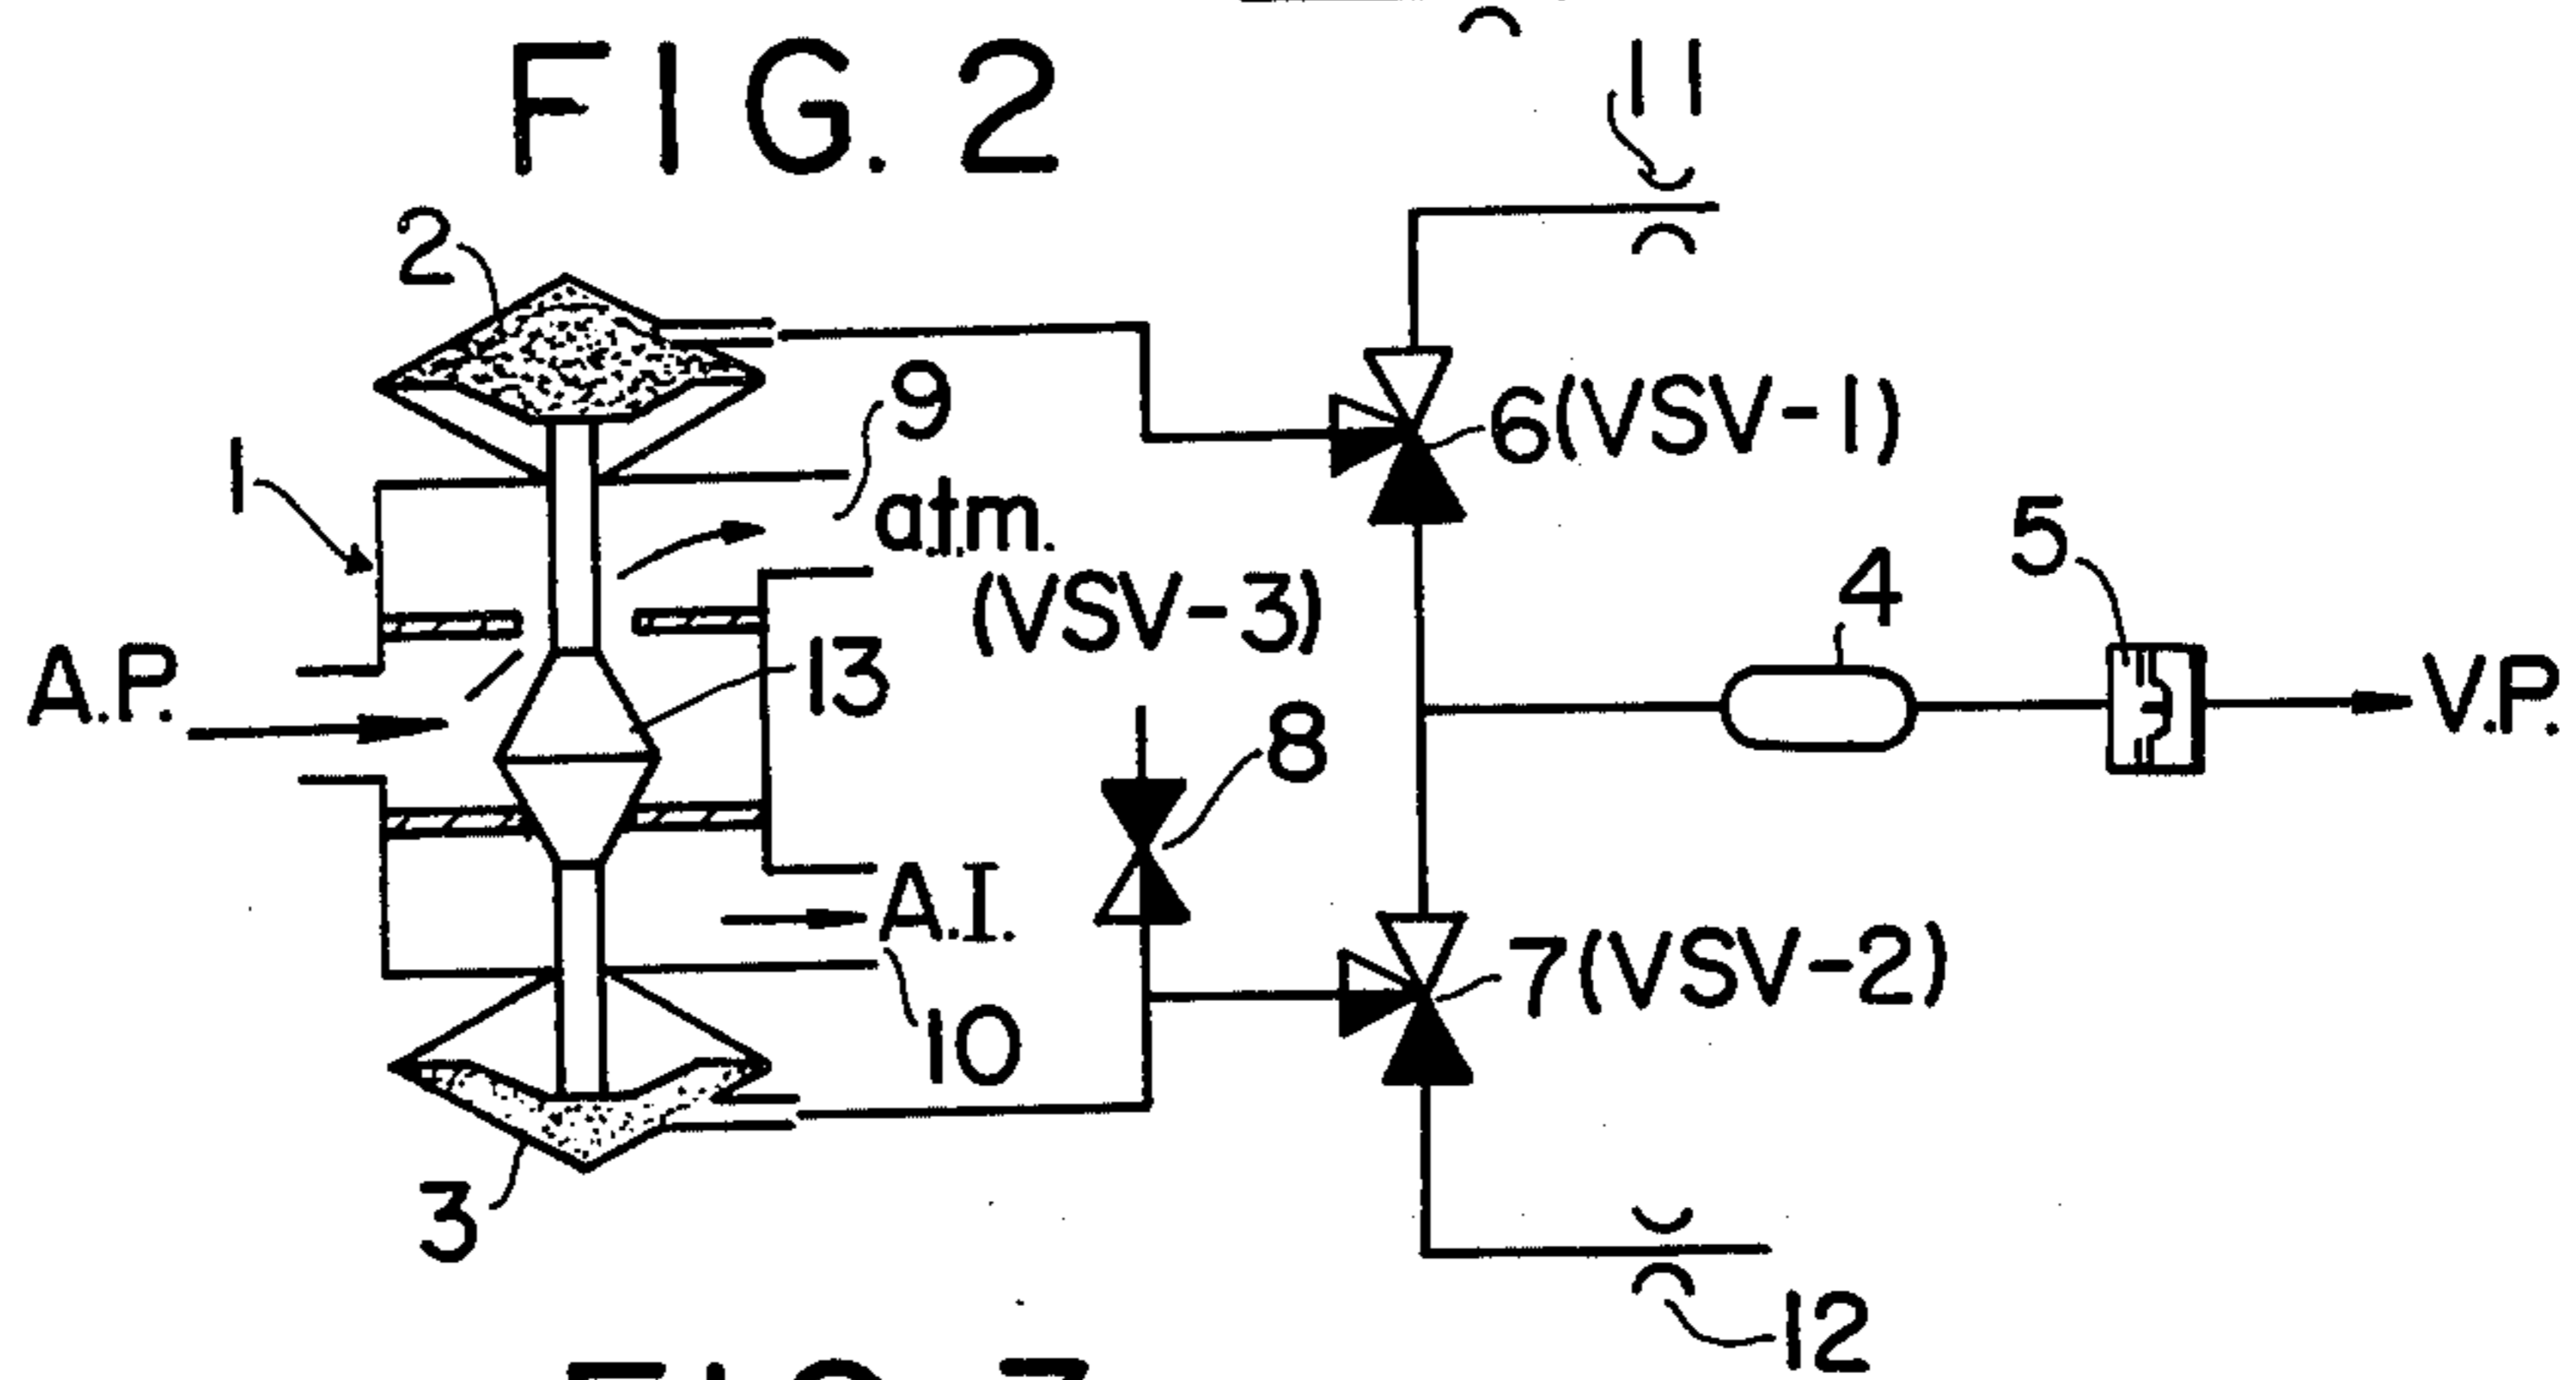 FIG. 2
11
2
9
6(VSV-1)
1
atm.
5
(VSV-3)
4
A.P.
13
V.P.
8
A.I.
7(VSV-2)
10
3
12